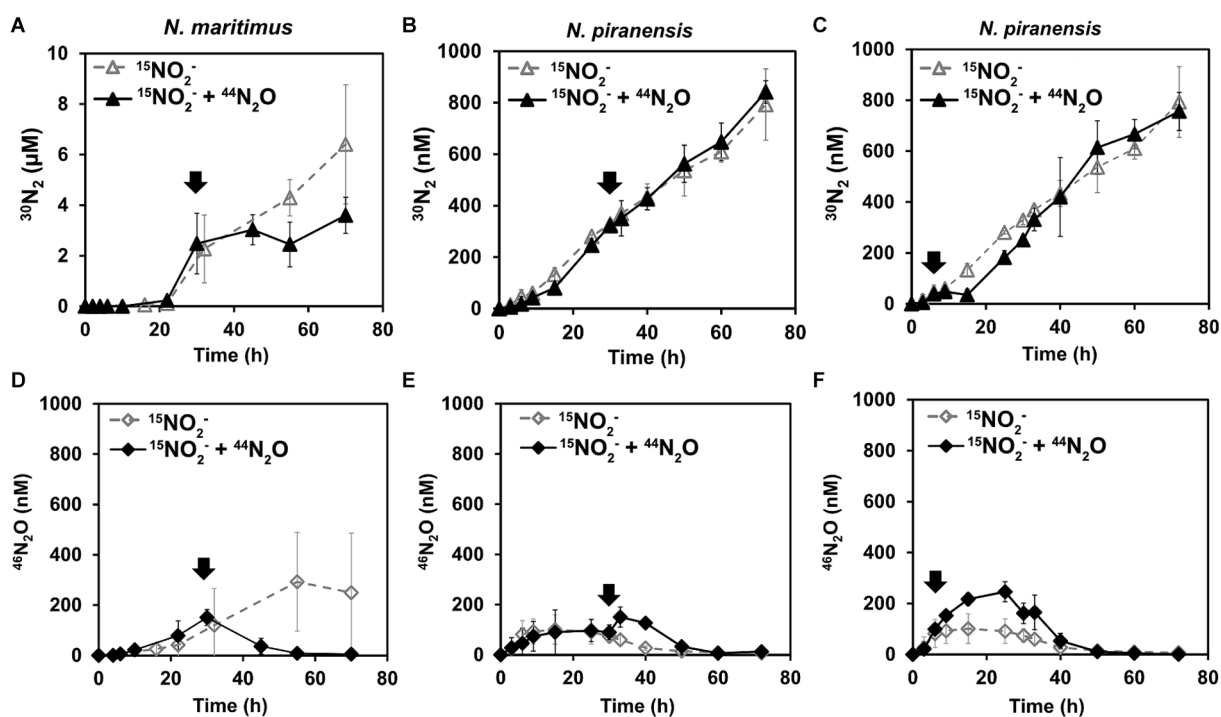 A
N. maritimus
10
8
6
4
2
0
³⁰N₂ (µM)
¹⁵NO₂⁻
¹⁵NO₂⁻ + ⁴⁴N₂O
0 20 40 60 80
Time (h)
B
N. piranensis
1000
800
600
400
200
0
³⁰N₂ (nM)
¹⁵NO₂⁻
¹⁵NO₂⁻ + ⁴⁴N₂O
0 20 40 60 80
Time (h)
C
N. piranensis
1000
800
600
400
200
0
³⁰N₂ (nM)
¹⁵NO₂⁻
¹⁵NO₂⁻ + ⁴⁴N₂O
0 20 40 60 80
Time (h)
D
1000
800
600
400
200
0
⁴⁶N₂O (nM)
¹⁵NO₂⁻
¹⁵NO₂⁻ + ⁴⁴N₂O
0 20 40 60 80
Time (h)
E
1000
800
600
400
200
0
⁴⁶N₂O (nM)
¹⁵NO₂⁻
¹⁵NO₂⁻ + ⁴⁴N₂O
0 20 40 60 80
Time (h)
F
1000
800
600
400
200
0
⁴⁶N₂O (nM)
¹⁵NO₂⁻
¹⁵NO₂⁻ + ⁴⁴N₂O
0 20 40 60 80
Time (h)